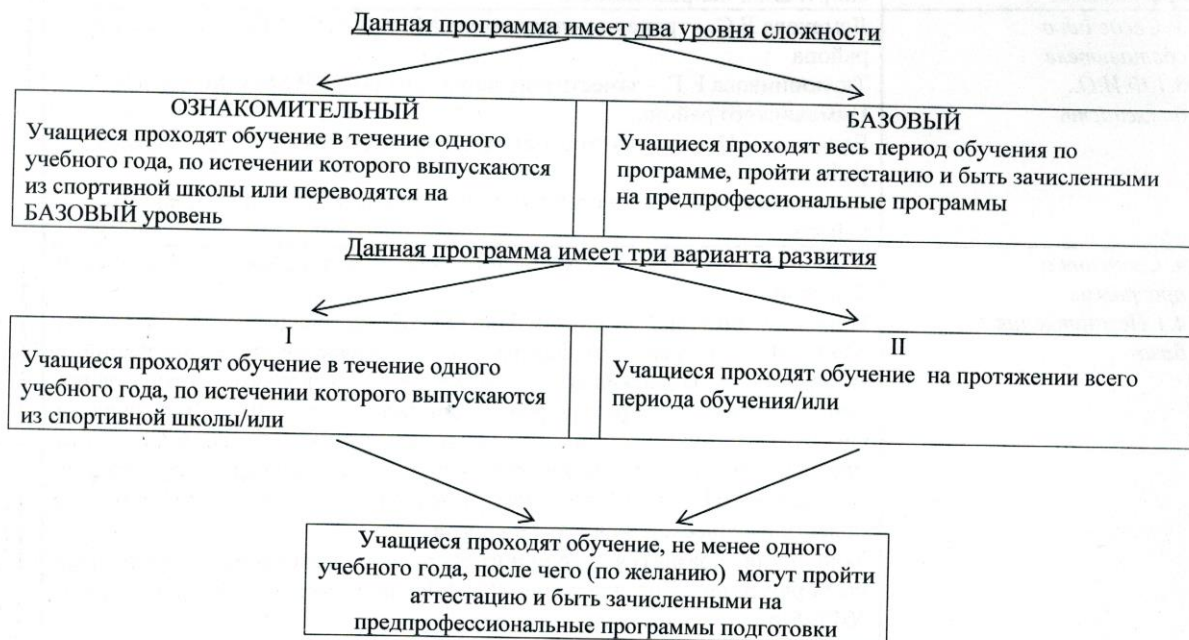 Данная программа имеет два уровня сложности
ОЗНАКОМИТЕЛЬНЫЙ
Учащиеся проходят обучение в течение одного
учебного года, по истечении которого выпускаются
из спортивной школы или переводятся на
БАЗОВЫЙ уровень
БАЗОВЫЙ
Учащиеся проходят весь период обучения по
программе, пройти аттестацию и быть зачисленными
на предпрофессиональные программы
Данная программа имеет три варианта развития
I
Учащиеся проходят обучение в течение одного
учебного года, по истечении которого выпускаются
из спортивной школы/или
II
Учащиеся проходят обучение на протяжении всего
периода обучения/или
Учащиеся проходят обучение, не менее одного
учебного года, после чего (по желанию) могут пройти
аттестацию и быть зачисленными на
предпрофессиональные программы подготовки